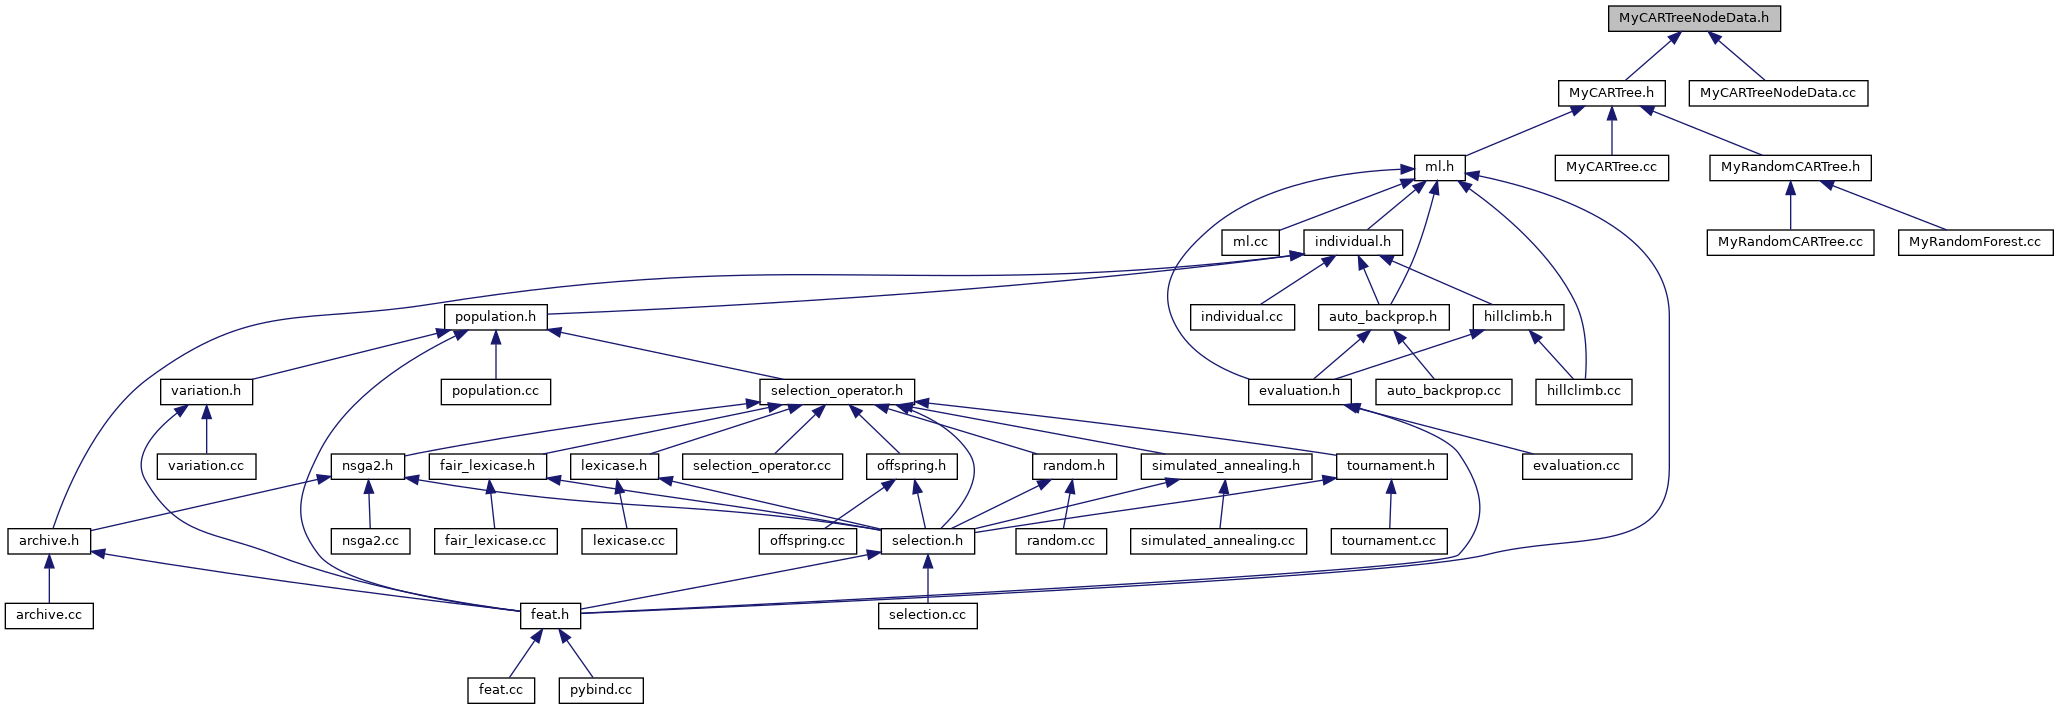 MyCARTreeNodeData.h
MyCARTree.h
MyCARTreeNodeData.cc
ml.h
MyCARTree.cc
MyRandomCARTree.h
ml.cc
individual.h
MyRandomCARTree.cc
MyRandomForest.cc
population.h
individual.cc
auto_backprop.h
hillclimb.h
variation.h
population.cc
selection_operator.h
evaluation.h
auto_backprop.cc
hillclimb.cc
variation.cc
nsga2.h
fair_lexicase.h
lexicase.h
selection_operator.cc
offspring.h
random.h
simulated_annealing.h
tournament.h
evaluation.cc
archive.h
nsga2.cc
fair_lexicase.cc
lexicase.cc
offspring.cc
selection.h
random.cc
simulated_annealing.cc
tournament.cc
archive.cc
feat.h
selection.cc
feat.cc
pybind.cc